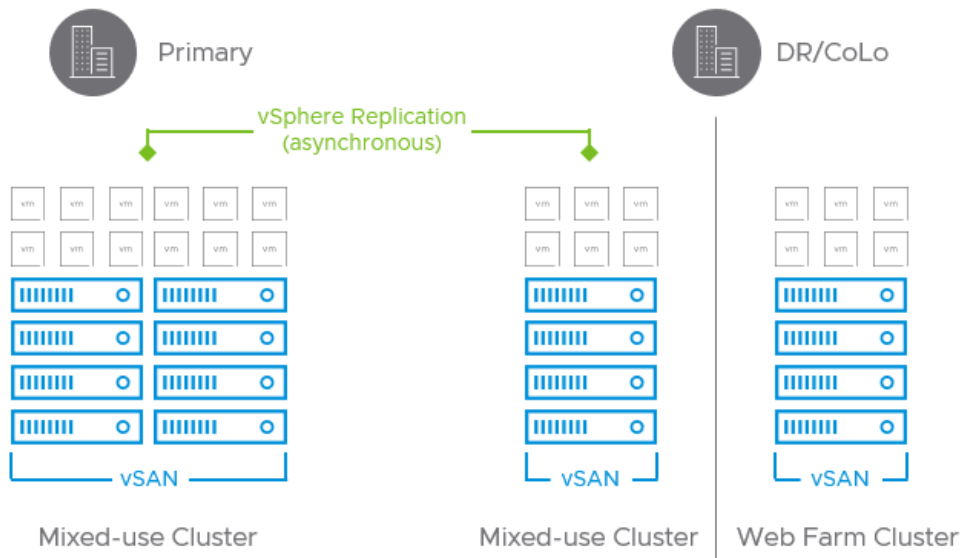 Primary
DR/CoLo
vSphere Replication
(asynchronous)
vm vm vm vm vm vm
vm vm vm
vm vm vm
vm vm vm vm vm vm
vm vm vm
vm vm vm
vSAN
vSAN
vSAN
Mixed-use Cluster
Mixed-use Cluster
Web Farm Cluster